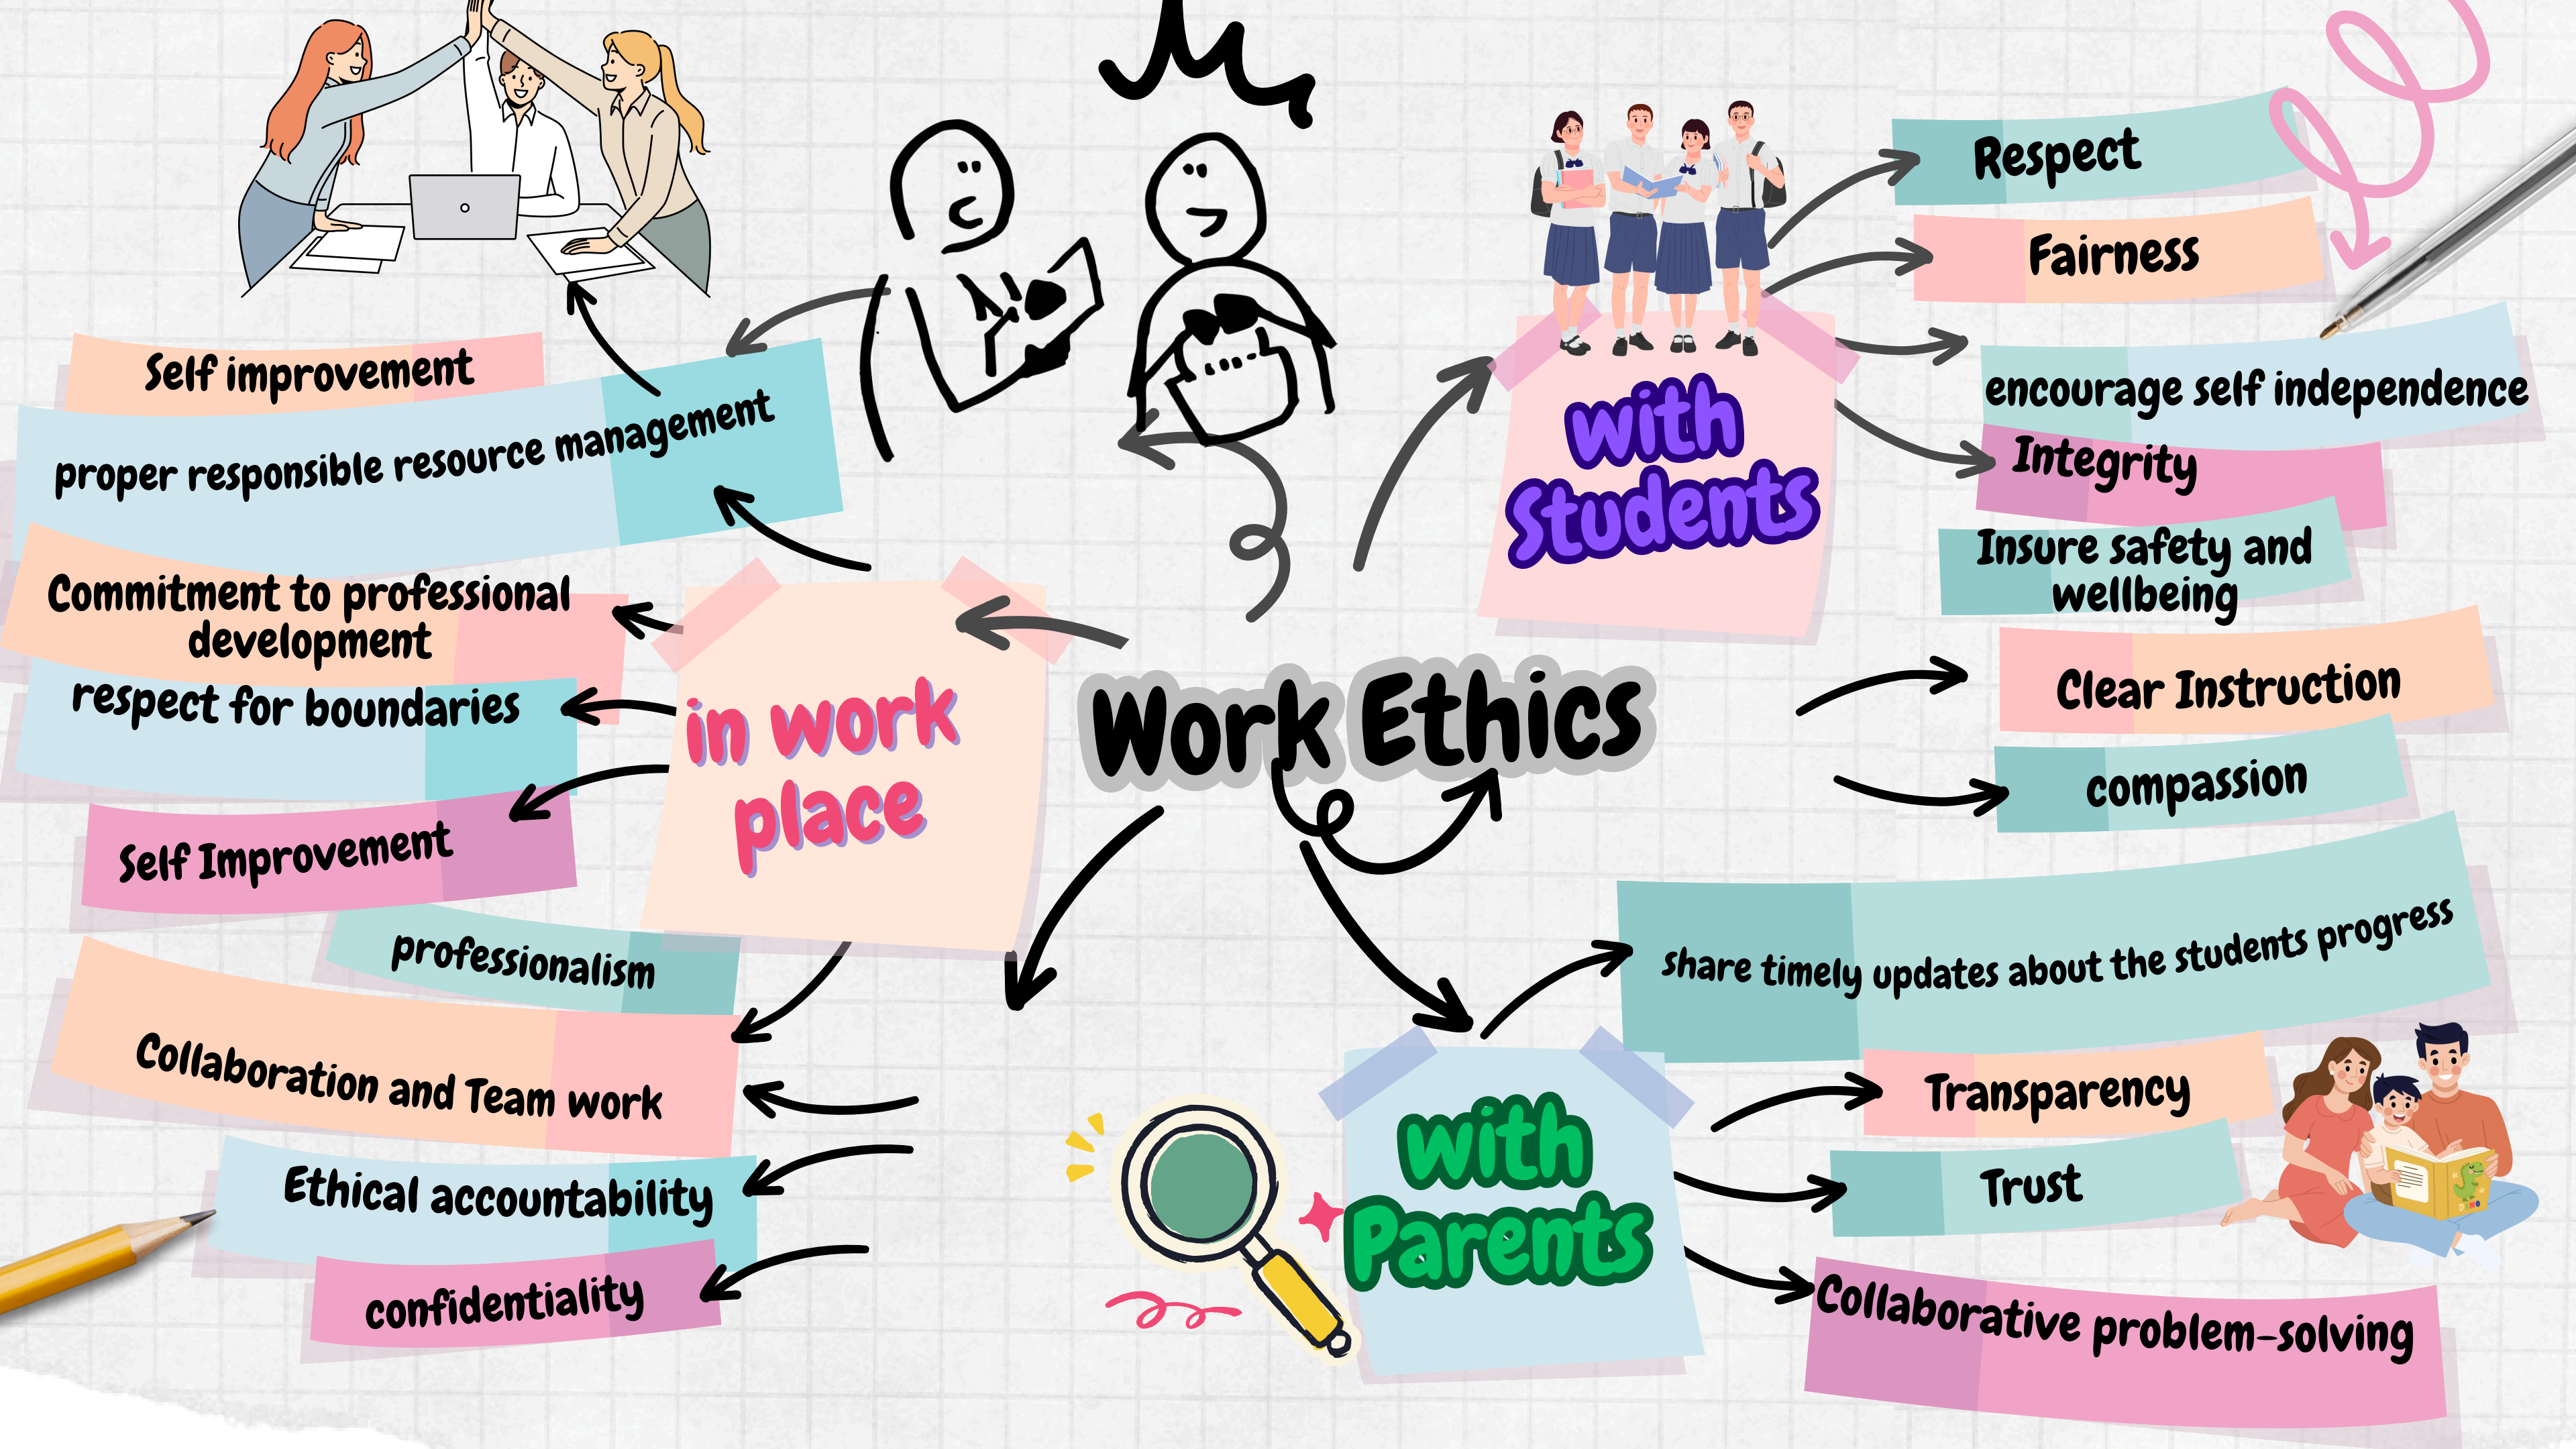 Work Ethics
in work
place
Self improvement
proper responsible resource management
Commitment to professional
development
respect for boundaries
Self Improvement
professionalism
Collaboration and Team work
Ethical accountability
confidentiality
with
Students
Respect
Fairness
encourage self independence
Integrity
Insure safety and
wellbeing
Clear Instruction
compassion
with
Parents
share timely updates about the students progress
Transparency
Trust
Collaborative problem-solving